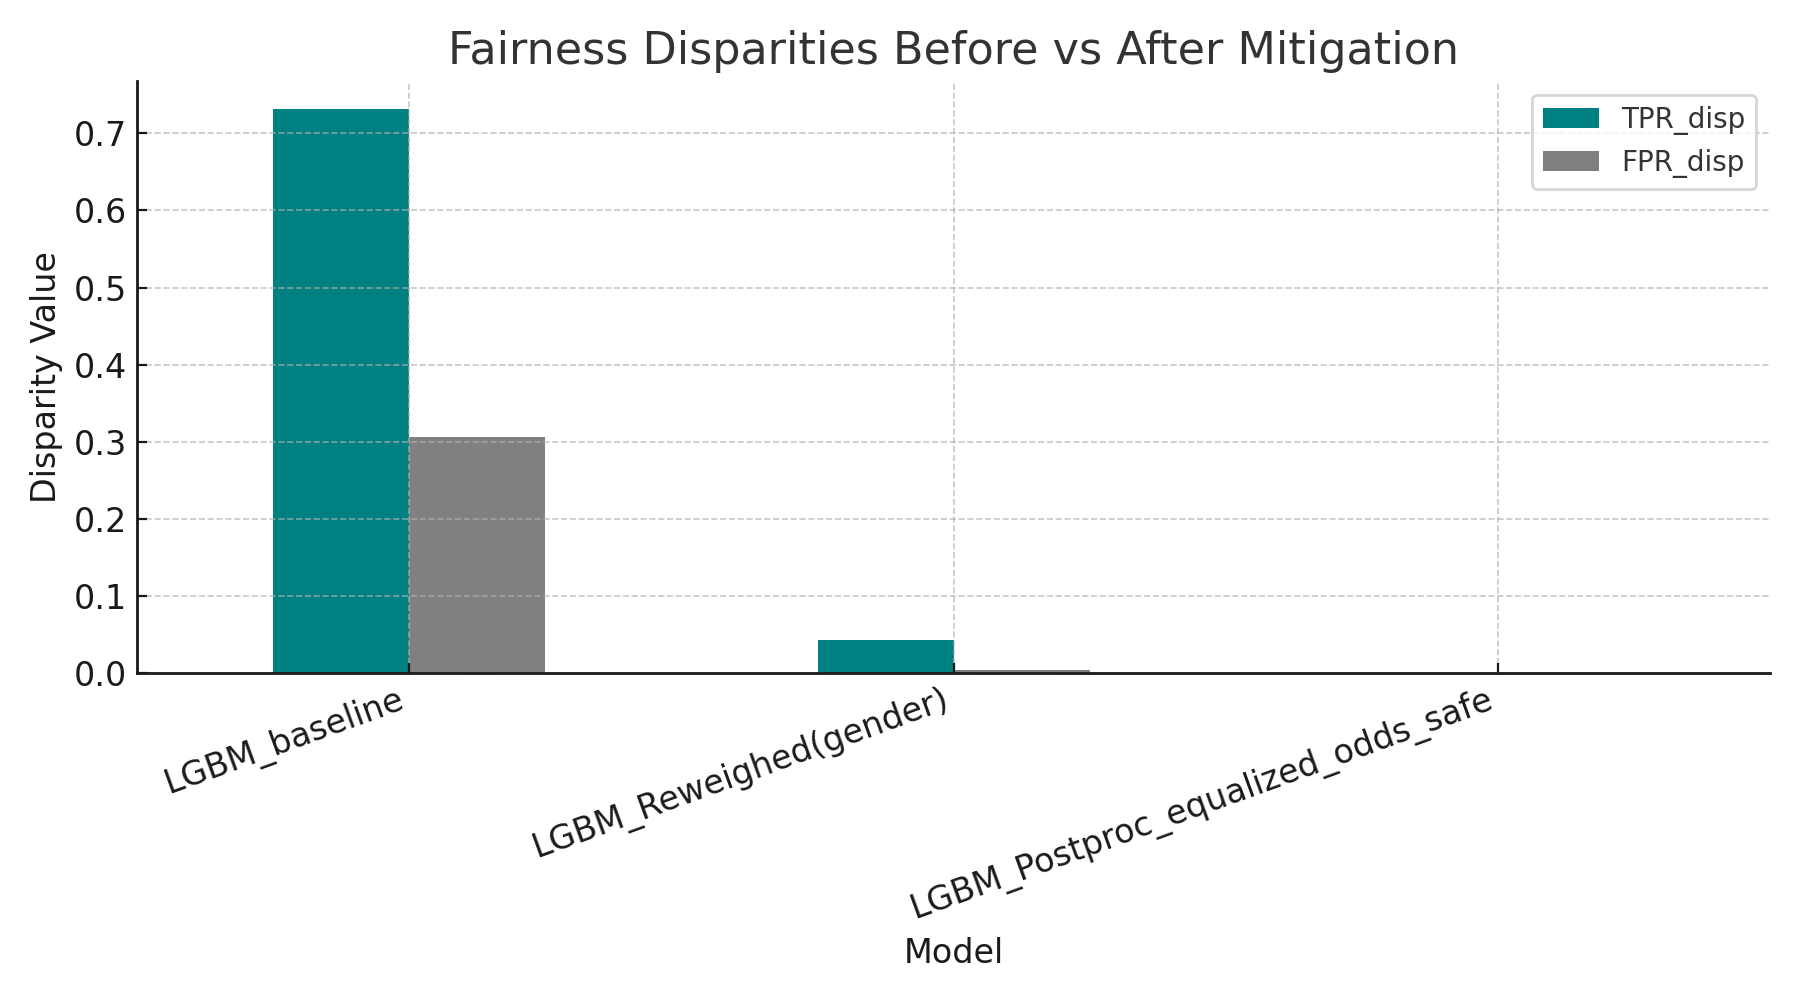 Fairness Disparities Before vs After Mitigation
TPR_disp
FPR_disp
Disparity Value
0.7
0.6
0.5
0.4
0.3
0.2
0.1
0.0
LGBM_baseline
LGBM_Reweighed(gender)
LGBM_Postproc_equalized_odds_safe
Model